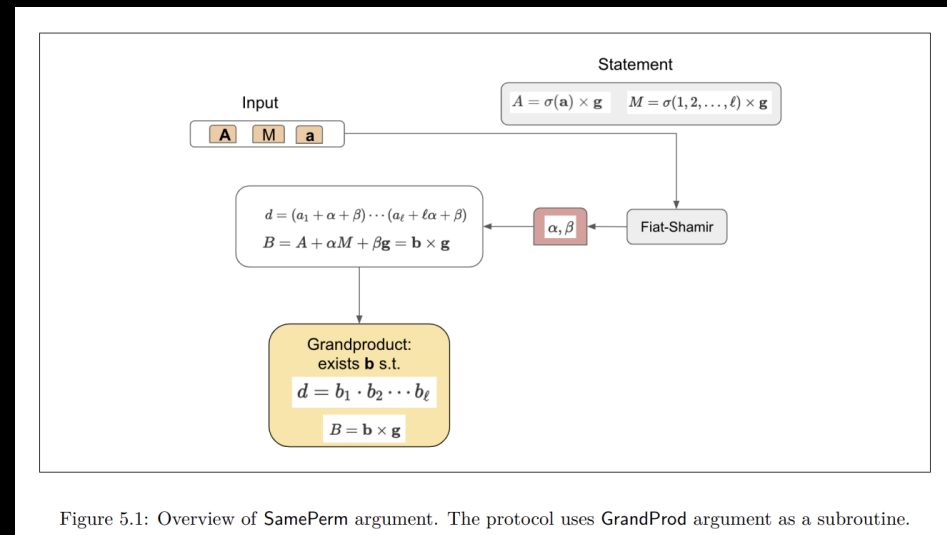 Statement
A = σ(a) × g M = σ(1, 2, . . . , ℓ) × g
Input
A M a
d = (a₁ + α + β) · · · (aℓ + ℓα + β)
B = A + αM + βg = b × g
α, β
Fiat-Shamir
Grandproduct:
exists b s.t.
d = b₁ · b₂ · · · bℓ
B = b × g
Figure 5.1: Overview of SamePerm argument. The protocol uses GrandProd argument as a subroutine.